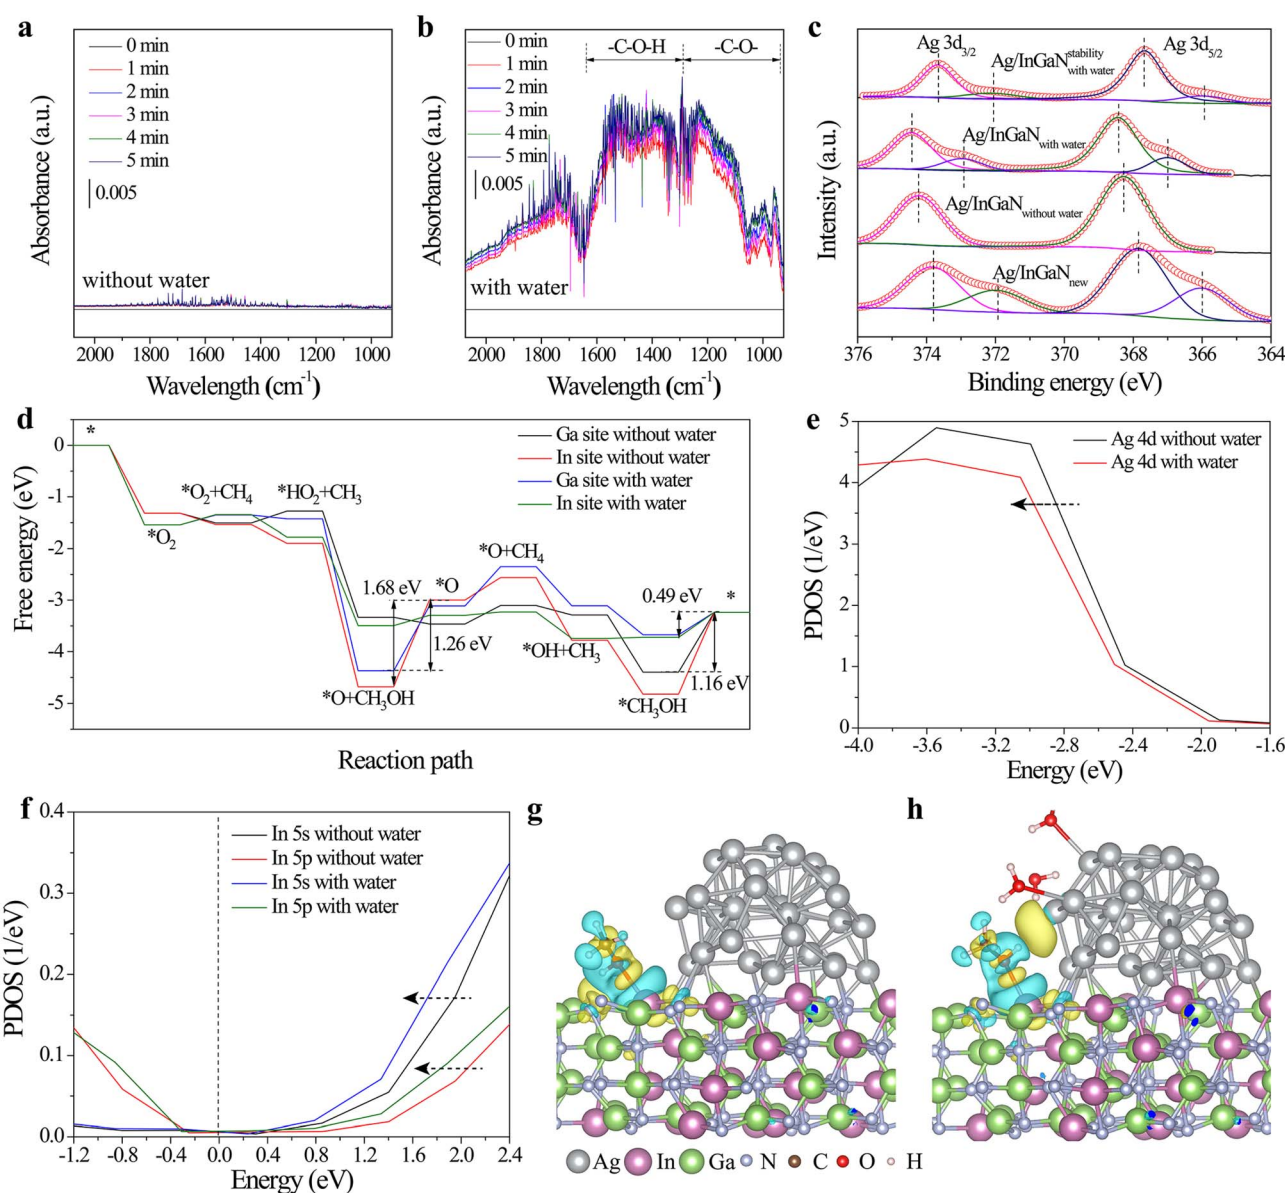 a
0 min
1 min
2 min
3 min
4 min
5 min
0.005
without water
Absorbance (a.u.)
2000 1800 1600 1400 1200 1000
Wavelength (cm-1)
b
0 min
1 min
2 min
3 min
4 min
5 min
0.005
-C-O-H
-C-O-
with water
Absorbance (a.u.)
2000 1800 1600 1400 1200 1000
Wavelength (cm-1)
c
Ag 3d3/2
Ag 3d5/2
Ag/InGaN stability with water
Ag/InGaN with water
Ag/InGaN without water
Ag/InGaN new
Intensity (a.u.)
376 374 372 370 368 366 364
Binding energy (eV)
d
Ga site without water
In site without water
Ga site with water
In site with water
*
*O2
*O2+CH4
*HO2+CH3
*O+CH3OH
1.68 eV
1.26 eV
*O
*O+CH4
*OH+CH3
0.49 eV
*CH3OH
1.16 eV
*
0
-1
-2
-3
-4
-5
Free energy (eV)
Reaction path
e
Ag 4d without water
Ag 4d with water
5
4
3
2
1
0
PDOS (1/eV)
-4.0 -3.6 -3.2 -2.8 -2.4 -2.0 -1.6
Energy (eV)
f
In 5s without water
In 5p without water
In 5s with water
In 5p with water
0.4
0.3
0.2
0.1
0.0
PDOS (1/eV)
-1.2 -0.8 -0.4 0.0 0.4 0.8 1.2 1.6 2.0 2.4
Energy (eV)
g
h
Ag In Ga N C O H